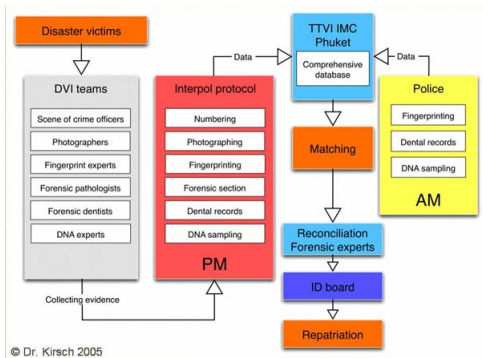 Disaster victims
DVI teams
Scene of crime officers
Photographers
Fingerprint experts
Forensic pathologists
Forensic dentists
DNA experts
Collecting evidence
Interpol protocol
Numbering
Photographing
Fingerprinting
Forensic section
Dental records
DNA sampling
PM
Data
TTVI IMC
Phuket
Comprehensive
database
Data
Police
Fingerprinting
Dental records
DNA sampling
AM
Matching
Reconciliation
Forensic experts
ID board
Repatriation
© Dr. Kirsch 2005